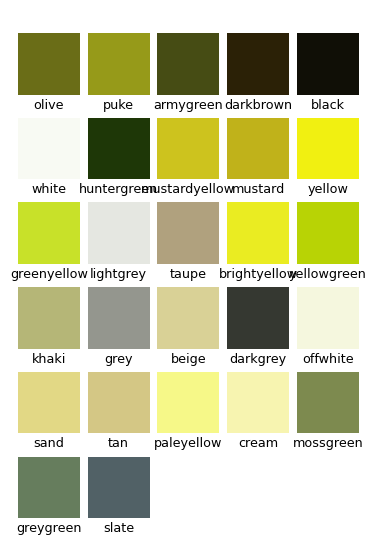 olive puke armygreen darkbrown black
white huntergreen mustardyellow mustard yellow
greenyellow lightgrey taupe brightyellow yellowgreen
khaki grey beige darkgrey offwhite
sand tan paleyellow cream mossgreen
greygreen slate